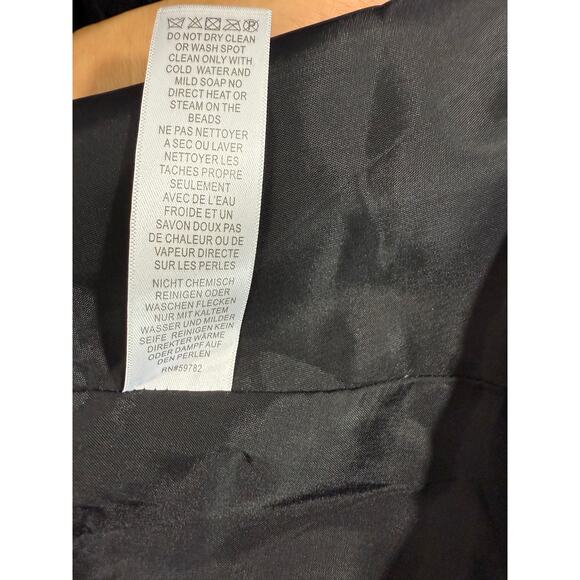 DO NOT DRY CLEAN
OR WASH SPOT
CLEAN ONLY WITH
COLD WATER AND
MILD SOAP NO
DIRECT HEAT OR
STEAM ON THE
BEADS
NE PAS NETTOYER
A SEC OU LAVER
NETTOYER LES
TACHES PROPRE
SEULEMENT
AVEC DE L'EAU
FROIDE ET UN
SAVON DOUX PAS
DE CHALEUR OU DE
VAPEUR DIRECTE
SUR LES PERLES
NICHT CHEMISCH
REINIGEN ODER
WASCHEN FLECKEN
NUR MIT KALTEM
WASSER UND MILDER
SEIFE REINIGEN KEIN
DIREKTER WÄRME
ODER DAMPF AUF
DEN PERLEN
RN#59782